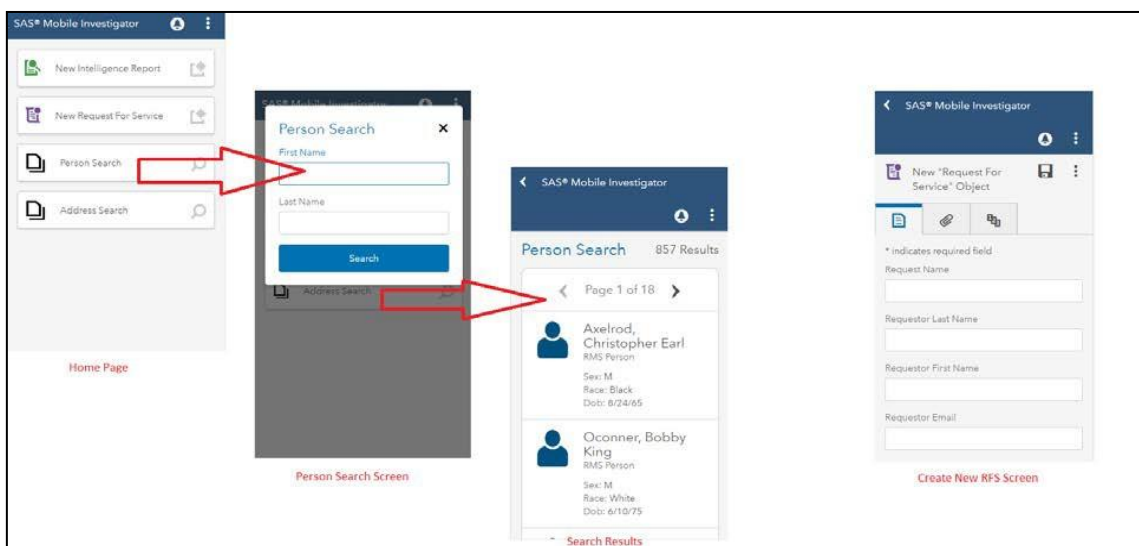 SAS® Mobile Investigator
New Intelligence Report
New Request For Service
Person Search
Address Search
Home Page
SAS® Mobile Investigator
Person Search
First Name
Last Name
Search
Address Search
Person Search Screen
SAS® Mobile Investigator
Person Search 857 Results
Page 1 of 18
Axelrod,
Christopher Earl
RMS Person
Sex: M
Race: Black
Dob: 8/24/65
Oconner, Bobby
King
RMS Person
Sex: M
Race: White
Dob: 6/10/75
Search Results
SAS® Mobile Investigator
New "Request For
Service" Object
* indicates required field
Request Name
Requestor Last Name
Requestor First Name
Requestor Email
Create New RFS Screen